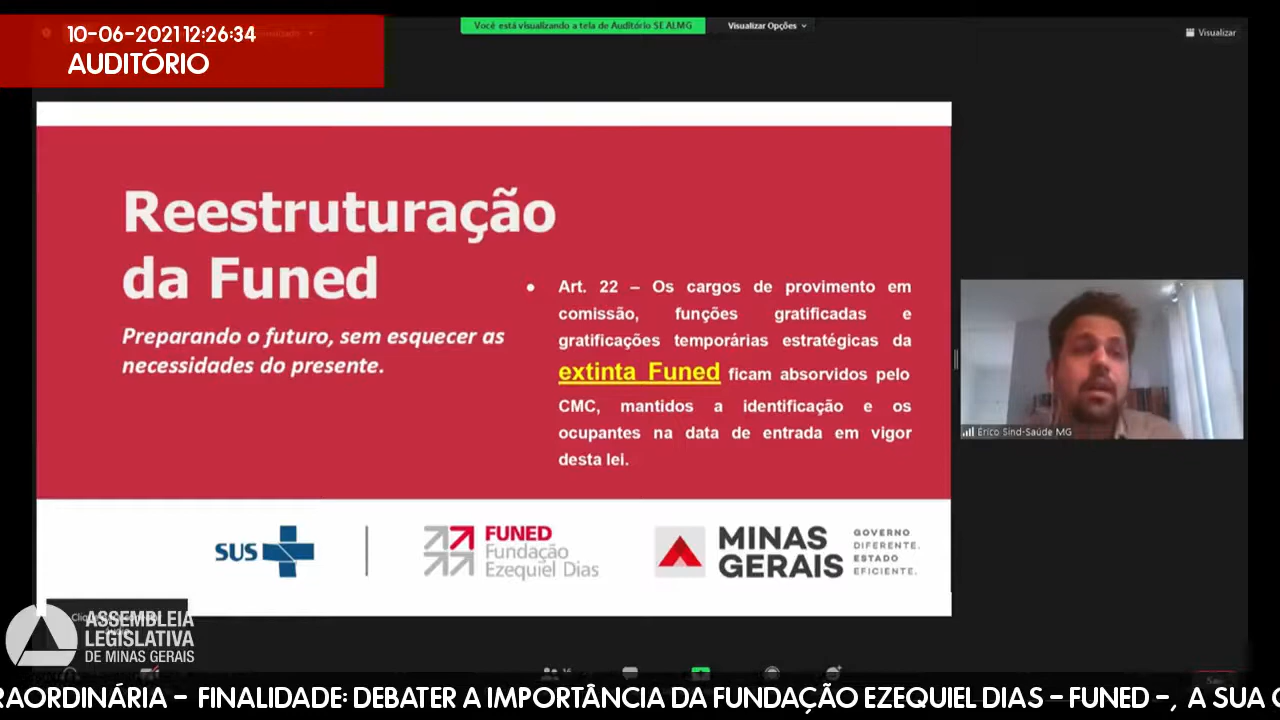 10-06-2021 12:26:34
AUDITÓRIO
Você está visualizando a tela de Auditório SE ALMG
Visualizar Opções
Visualizar
Reestruturação
da Funed
Preparando o futuro, sem esquecer as
necessidades do presente.
• Art. 22 – Os cargos de provimento em
comissão, funções gratificadas e
gratificações temporárias estratégicas da
extinta Funed ficam absorvidos pelo
CMC, mantidos a identificação e os
ocupantes na data de entrada em vigor
desta lei.
Érico Sind-Saúde MG
SUS
FUNED
Fundação
Ezequiel Dias
MINAS
GERAIS
GOVERNO
DIFERENTE.
ESTADO
EFICIENTE.
ASSEMBLEIA
LEGISLATIVA
DE MINAS GERAIS
16
RAORDINÁRIA – FINALIDADE: DEBATER A IMPORTÂNCIA DA FUNDAÇÃO EZEQUIEL DIAS – FUNED –, A SUA